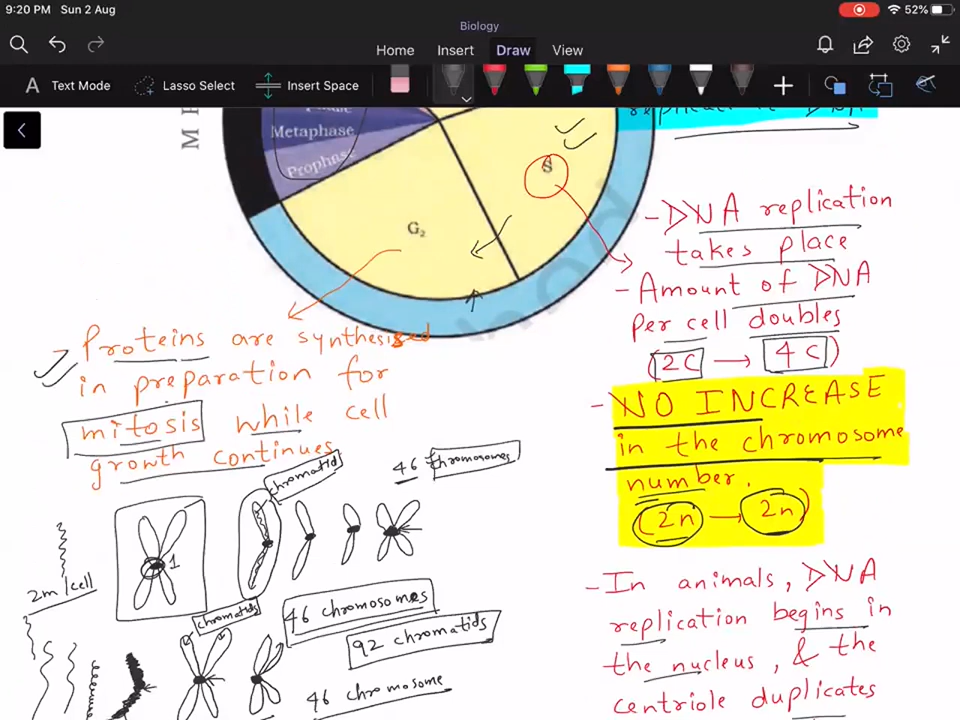 9:20 PM Sun 2 Aug
52%
Biology
Home Insert Draw View
Text Mode Lasso Select Insert Space
Metaphase
Prophase
S
G₂
-DNA replication
takes place
-Amount of DNA
Per cell doubles
(2C → 4C)
- NO INCREASE
in the chromosome
number.
(2n → 2n)
-In animals, DNA
replication begins in
the nucleus, & the
centriole duplicates
Proteins are synthesised
in preparation for
mitosis while cell
growth continues
chromatid
46 chromosomes
1
2m/cell
chromatids
46 chromosomes
92 chromatids
46 chromosome